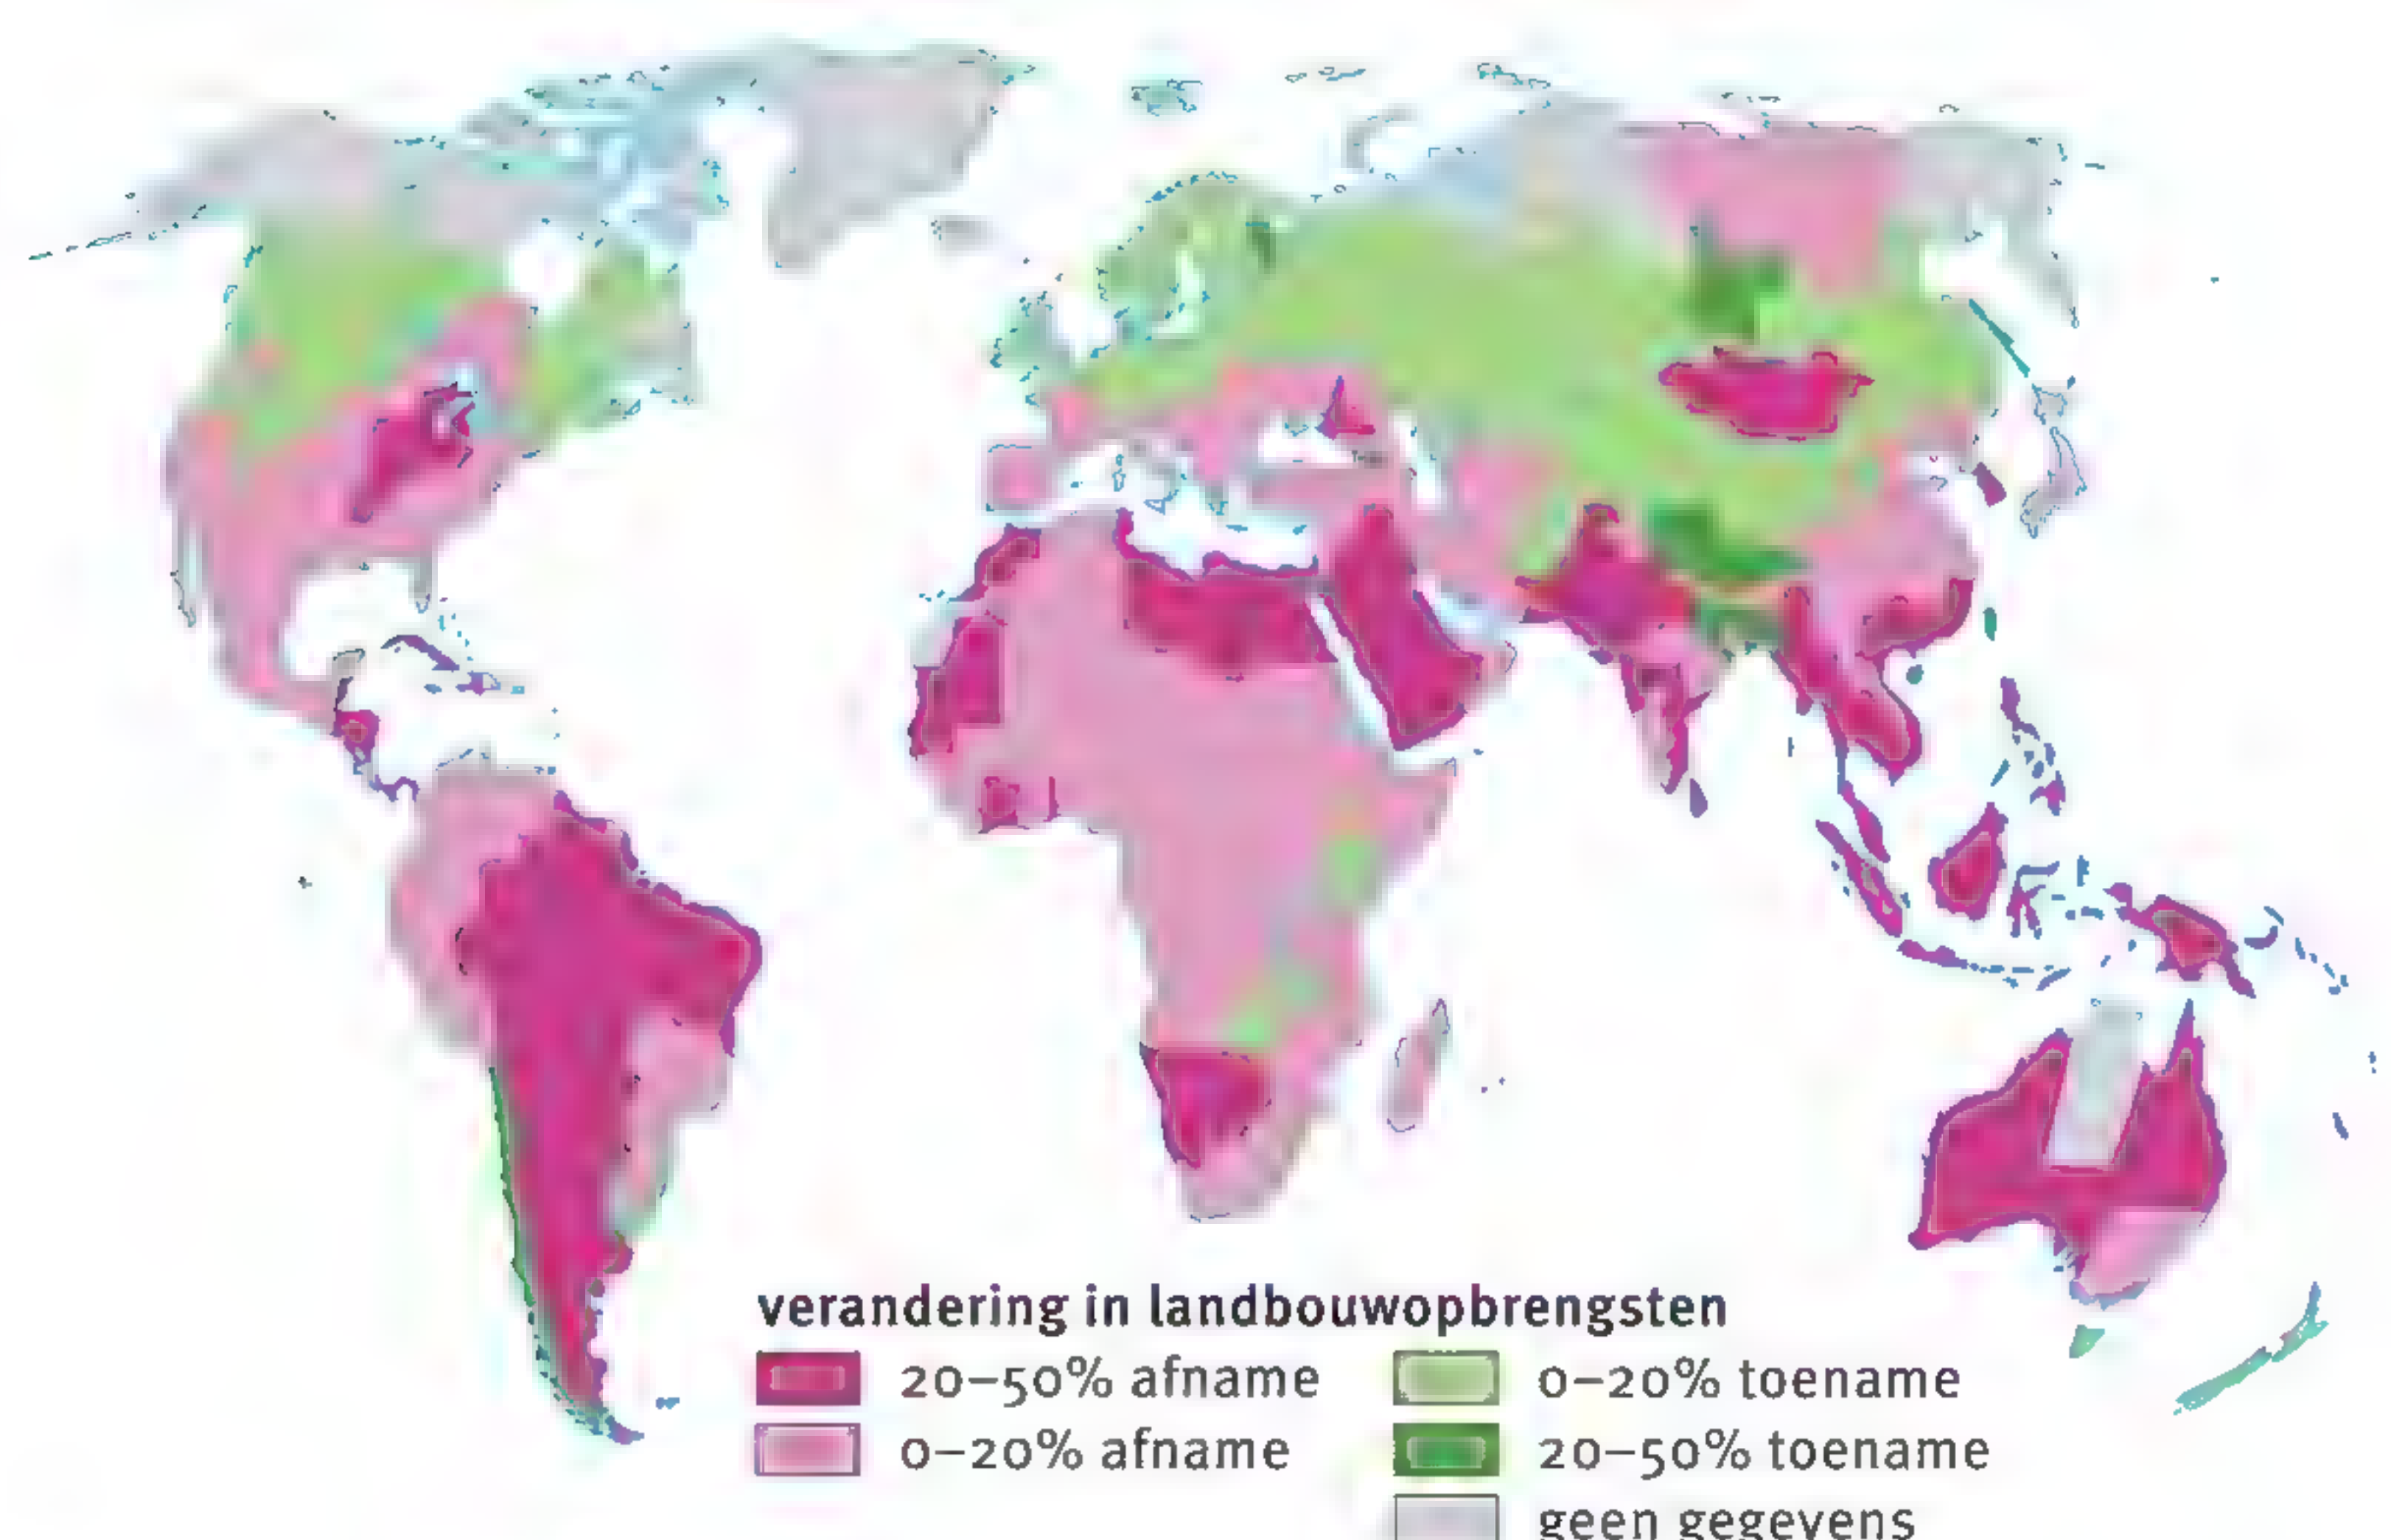 verandering in landbouwopbrengsten
20–50% afname
0–20% afname
0–20% toename
20–50% toename
geen gegevens